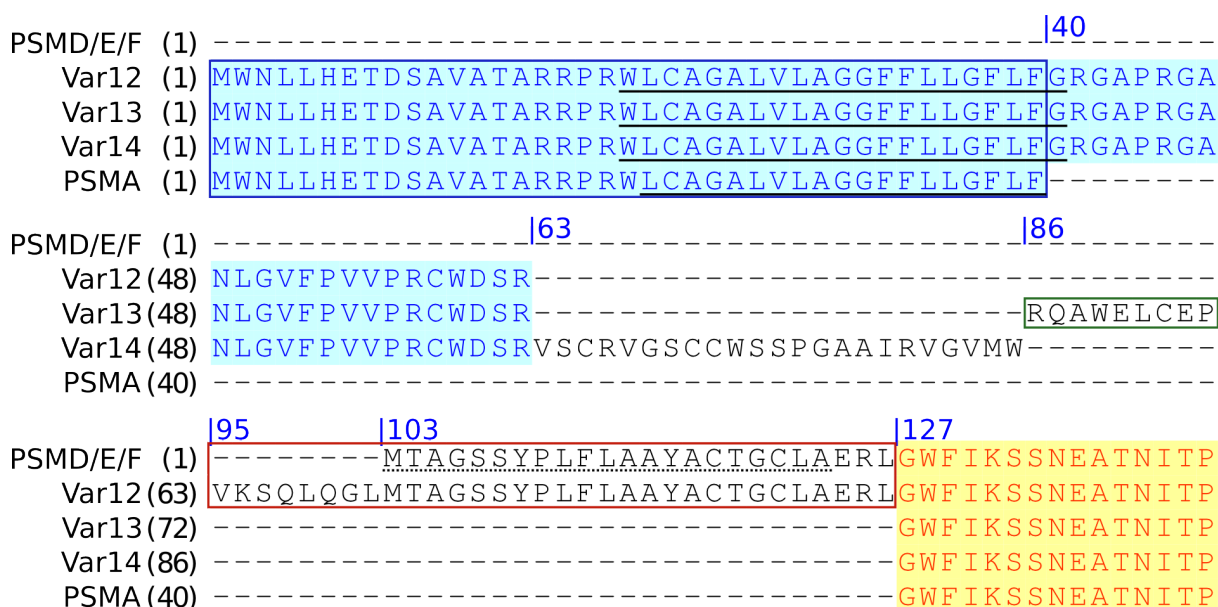 |40
PSMD/E/F (1) -----------------------------------------------
Var12 (1) MWNLLHETDSAVATARRPRWLCAGALVLAGGFFLLGFLFGRGAPRGA
Var13 (1) MWNLLHETDSAVATARRPRWLCAGALVLAGGFFLLGFLFGRGAPRGA
Var14 (1) MWNLLHETDSAVATARRPRWLCAGALVLAGGFFLLGFLFGRGAPRGA
PSMA (1) MWNLLHETDSAVATARRPRWLCAGALVLAGGFFLLGFLF--------
|63 |86
PSMD/E/F (1) -----------------------------------------------
Var12 (48) NLGVFPVVPRCWDSR--------------------------------
Var13 (48) NLGVFPVVPRCWDSR-----------------------RQAWELCEP
Var14 (48) NLGVFPVVPRCWDSRVSCRVGSCCWSSPGAAIRVGVMW---------
PSMA (40) -----------------------------------------------
|95 |103 |127
PSMD/E/F (1) --------MTAGSSYPLFLAAYACTGCLAERLGWFIKSSNEATNITP
Var12 (63) VKSQLQGLMTAGSSYPLFLAAYACTGCLAERLGWFIKSSNEATNITP
Var13 (72) --------------------------------GWFIKSSNEATNITP
Var14 (86) --------------------------------GWFIKSSNEATNITP
PSMA (40) --------------------------------GWFIKSSNEATNITP